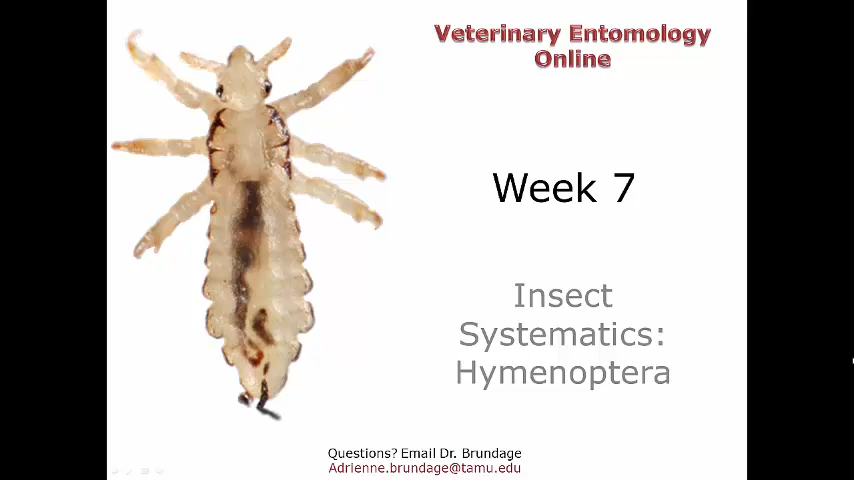 Veterinary Entomology
Online
Week 7
Insect
Systematics:
Hymenoptera
Questions? Email Dr. Brundage
Adrienne.brundage@tamu.edu